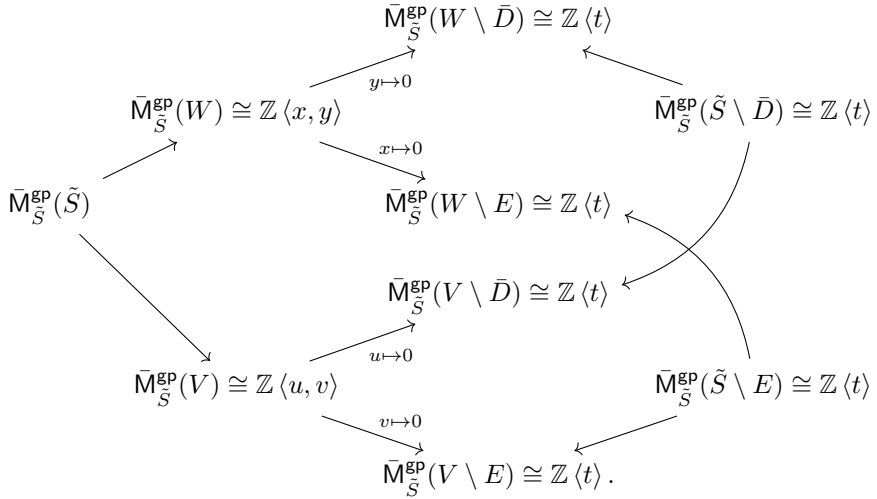 M̄^gp_S̃(W \ D̄) ≅ ℤ⟨t⟩
y↦0
M̄^gp_S̃(W) ≅ ℤ⟨x, y⟩
M̄^gp_S̃(S̃ \ D̄) ≅ ℤ⟨t⟩
x↦0
M̄^gp_S̃(S̃)
M̄^gp_S̃(W \ E) ≅ ℤ⟨t⟩
M̄^gp_S̃(V \ D̄) ≅ ℤ⟨t⟩
u↦0
M̄^gp_S̃(V) ≅ ℤ⟨u, v⟩
M̄^gp_S̃(S̃ \ E) ≅ ℤ⟨t⟩
v↦0
M̄^gp_S̃(V \ E) ≅ ℤ⟨t⟩ .